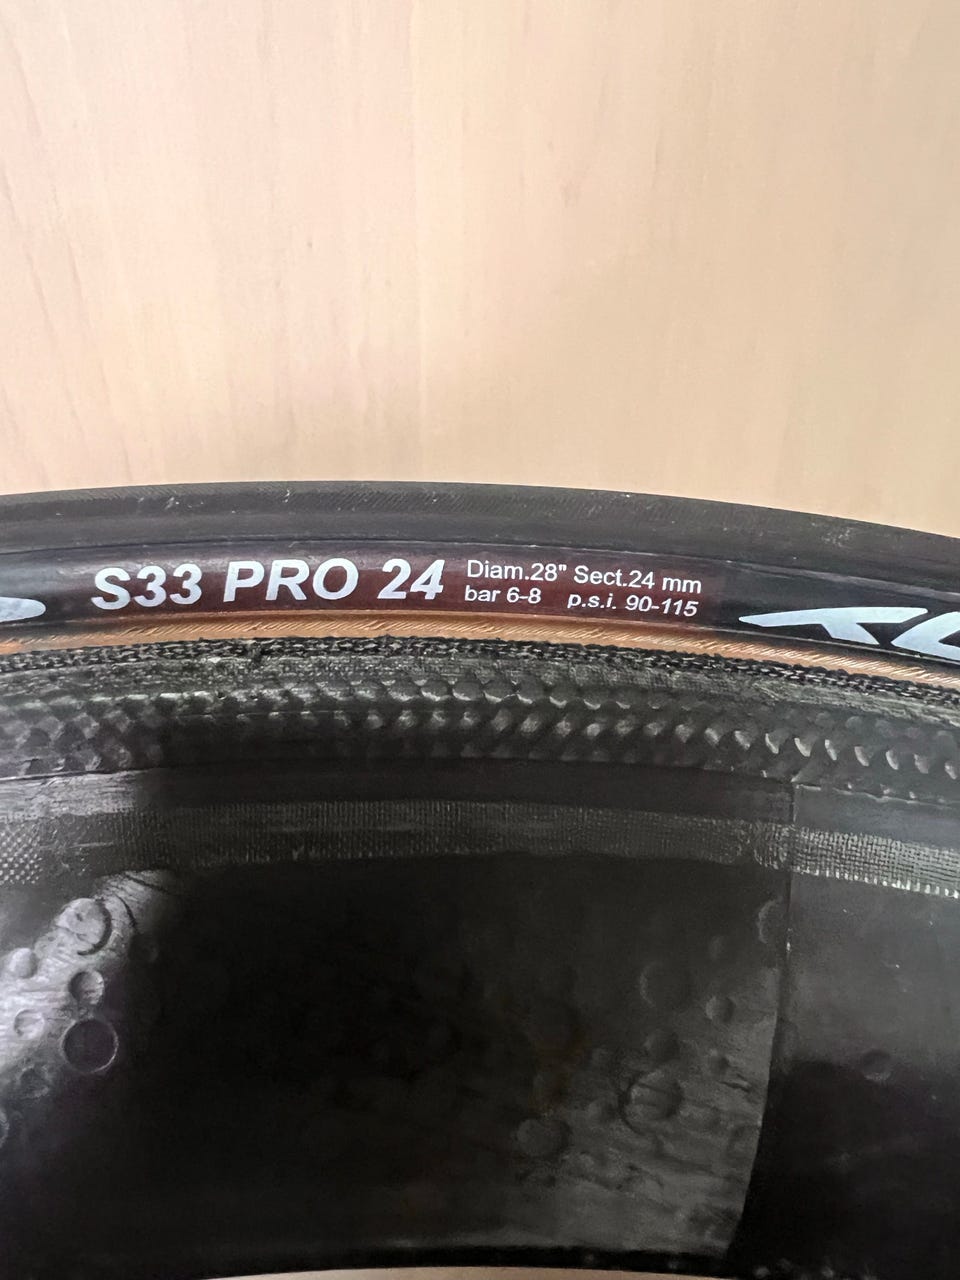 S33 PRO 24
Diam.28" Sect.24 mm
bar 6-8 p.s.i. 90-115